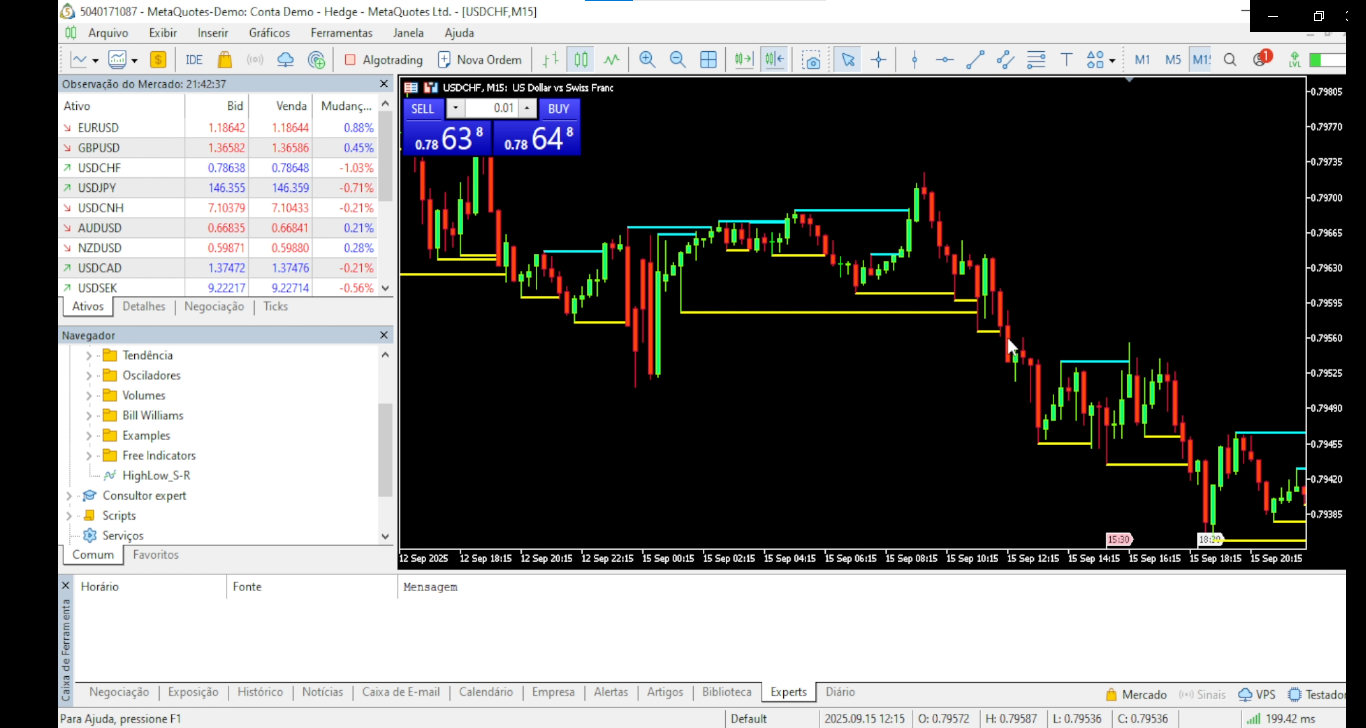 5040171087 - MetaQuotes-Demo: Conta Demo - Hedge - MetaQuotes Ltd. - [USDCHF,M15]
Arquivo Exibir Inserir Gráficos Ferramentas Janela Ajuda
IDE Algotrading Nova Ordem T M1 M5 1 LVL
Observação do Mercado: 21:42:37
Ativo Bid Venda Mudanç...
EURUSD 1.18642 1.18644 0.88%
GBPUSD 1.36582 1.36586 0.45%
USDCHF 0.78638 0.78648 -1.03%
USDJPY 146.355 146.359 -0.71%
USDCNH 7.10379 7.10433 -0.21%
AUDUSD 0.66835 0.66841 0.21%
NZDUSD 0.59871 0.59880 0.28%
USDCAD 1.37472 1.37476 -0.21%
USDSEK 9.22217 9.22714 -0.56%
Ativos Detalhes Negociação Ticks
Navegador
Tendência
Osciladores
Volumes
Bill Williams
Examples
Free Indicators
HighLow_S-R
Consultor expert
Scripts
Serviços
Comum Favoritos
USDCHF, M15: US Dollar vs Swiss Franc
SELL 0.01 BUY
0.78 63 8 0.78 64 8
0.79805
0.79770
0.79735
0.79700
0.79665
0.79630
0.79595
0.79560
0.79525
0.79490
0.79455
0.79420
0.79385
15:30
12 Sep 2025 12 Sep 18:15 12 Sep 20:15 12 Sep 22:15 15 Sep 00:15 15 Sep 02:15 15 Sep 04:15 15 Sep 06:15 15 Sep 08:15 15 Sep 10:15 15 Sep 12:15 15 Sep 14:15 15 Sep 16:15 15 Sep 18:15 15 Sep 20:15
Horário Fonte Mensagem
Caixa de Ferramenta
Negociação Exposição Histórico Notícias Caixa de E-mail Calendário Empresa Alertas Artigos Biblioteca Experts Diário
Mercado Sinais VPS Testador
Para Ajuda, pressione F1 Default 2025.09.15 12:15 O: 0.79572 H: 0.79587 L: 0.79536 C: 0.79536 199.42 ms